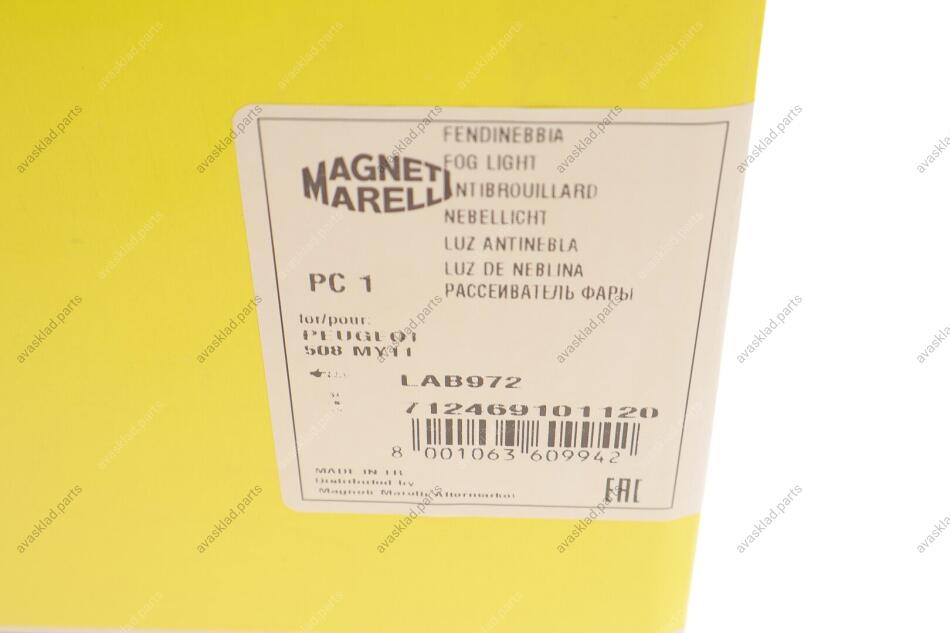 MAGNETI
MARELLI
FENDINEBBIA
FOG LIGHT
ANTIBROUILLARD
NEBELLICHT
LUZ ANTINEBLA
LUZ DE NEBLINA
РАССЕИВАТЕЛЬ ФАРЫ
PC 1
for/pour:
PEUGEOT
508 MY11
LAB972
712469101120
8 001063 609942
MADE IN
Distributed by
Magneti Marelli Aftermarket
EAC
avasklad.parts